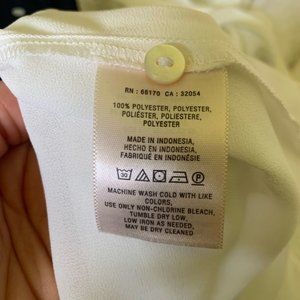 RN : 66170 CA : 32054
100% POLYESTER, POLYESTER,
POLIÉSTER, POLIESTERE,
POLYESTER
MADE IN INDONESIA,
HECHO EN INDONESIA,
FABRIQUÉ EN INDONÉSIE
30
MACHINE WASH COLD WITH LIKE
COLORS,
USE ONLY NON-CHLORINE BLEACH,
TUMBLE DRY LOW,
LOW IRON AS NEEDED,
MAY BE DRY CLEANED